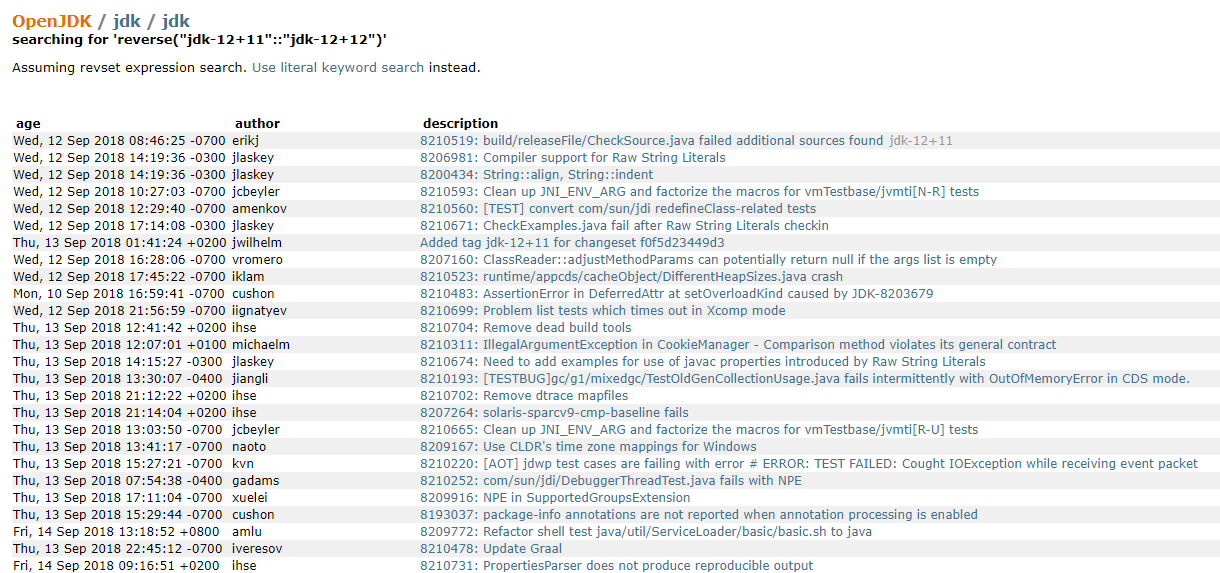 OpenJDK / jdk / jdk
searching for 'reverse("jdk-12+11"::"jdk-12+12")'
Assuming revset expression search. Use literal keyword search instead.
age author description
Wed, 12 Sep 2018 08:46:25 -0700 erikj 8210519: build/releaseFile/CheckSource.java failed additional sources found jdk-12+11
Wed, 12 Sep 2018 14:19:36 -0300 jlaskey 8206981: Compiler support for Raw String Literals
Wed, 12 Sep 2018 14:19:36 -0300 jlaskey 8200434: String::align, String::indent
Wed, 12 Sep 2018 10:27:03 -0700 jcbeyler 8210593: Clean up JNI_ENV_ARG and factorize the macros for vmTestbase/jvmti[N-R] tests
Wed, 12 Sep 2018 12:29:40 -0700 amenkov 8210560: [TEST] convert com/sun/jdi redefineClass-related tests
Wed, 12 Sep 2018 17:14:08 -0300 jlaskey 8210671: CheckExamples.java fail after Raw String Literals checkin
Thu, 13 Sep 2018 01:41:24 +0200 jwilhelm Added tag jdk-12+11 for changeset f0f5d23449d3
Wed, 12 Sep 2018 16:28:06 -0700 vromero 8207160: ClassReader::adjustMethodParams can potentially return null if the args list is empty
Wed, 12 Sep 2018 17:45:22 -0700 iklam 8210523: runtime/appcds/cacheObject/DifferentHeapSizes.java crash
Mon, 10 Sep 2018 16:59:41 -0700 cushon 8210483: AssertionError in DeferredAttr at setOverloadKind caused by JDK-8203679
Wed, 12 Sep 2018 21:56:59 -0700 iignatyev 8210699: Problem list tests which times out in Xcomp mode
Thu, 13 Sep 2018 12:41:42 +0200 ihse 8210704: Remove dead build tools
Thu, 13 Sep 2018 12:07:01 +0100 michaelm 8210311: IllegalArgumentException in CookieManager - Comparison method violates its general contract
Thu, 13 Sep 2018 14:15:27 -0300 jlaskey 8210674: Need to add examples for use of javac properties introduced by Raw String Literals
Thu, 13 Sep 2018 13:30:07 -0400 jiangli 8210193: [TESTBUG]gc/g1/mixedgc/TestOldGenCollectionUsage.java fails intermittently with OutOfMemoryError in CDS mode.
Thu, 13 Sep 2018 21:12:22 +0200 ihse 8210702: Remove dtrace mapfiles
Thu, 13 Sep 2018 21:14:04 +0200 ihse 8207264: solaris-sparcv9-cmp-baseline fails
Thu, 13 Sep 2018 13:03:50 -0700 jcbeyler 8210665: Clean up JNI_ENV_ARG and factorize the macros for vmTestbase/jvmti[R-U] tests
Thu, 13 Sep 2018 13:41:17 -0700 naoto 8209167: Use CLDR's time zone mappings for Windows
Thu, 13 Sep 2018 15:27:21 -0700 kvn 8210220: [AOT] jdwp test cases are failing with error # ERROR: TEST FAILED: Cought IOException while receiving event packet
Thu, 13 Sep 2018 07:54:38 -0400 gadams 8210252: com/sun/jdi/DebuggerThreadTest.java fails with NPE
Thu, 13 Sep 2018 17:11:04 -0700 xuelei 8209916: NPE in SupportedGroupsExtension
Thu, 13 Sep 2018 15:29:44 -0700 cushon 8193037: package-info annotations are not reported when annotation processing is enabled
Fri, 14 Sep 2018 13:18:52 +0800 amlu 8209772: Refactor shell test java/util/ServiceLoader/basic/basic.sh to java
Thu, 13 Sep 2018 22:45:12 -0700 iveresov 8210478: Update Graal
Fri, 14 Sep 2018 09:16:51 +0200 ihse 8210731: PropertiesParser does not produce reproducible output